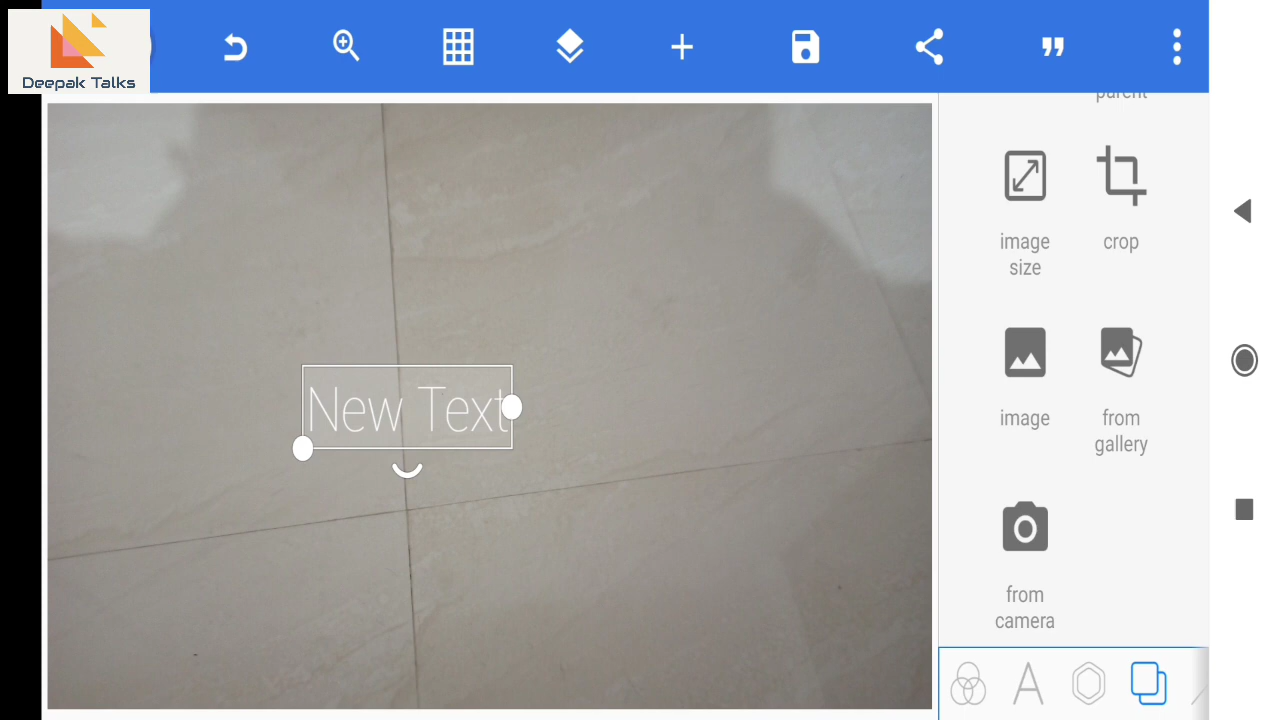 Deepak Talks
parent
image
size
crop
New Text
image
from
gallery
from
camera